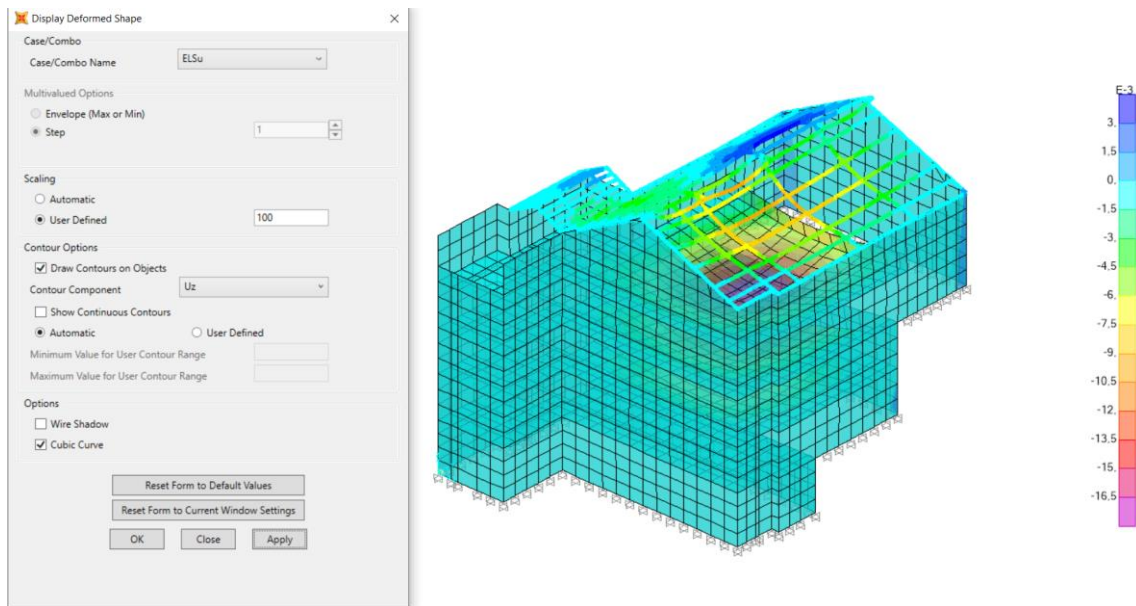 Display Deformed Shape
Case/Combo
Case/Combo Name ELSu
Multivalued Options
Envelope (Max or Min)
Step 1
Scaling
Automatic
User Defined 100
Contour Options
Draw Contours on Objects
Contour Component Uz
Show Continuous Contours
Automatic User Defined
Minimum Value for User Contour Range
Maximum Value for User Contour Range
Options
Wire Shadow
Cubic Curve
Reset Form to Default Values
Reset Form to Current Window Settings
OK Close Apply
E-3
3,
1,5
0,
-1,5
-3,
-4,5
-6,
-7,5
-9,
-10,5
-12,
-13,5
-15,
-16,5